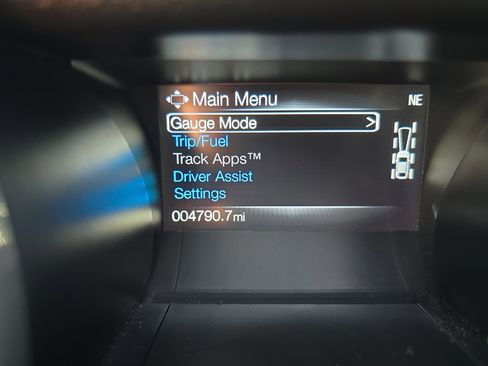 Main Menu
NE
Gauge Mode >
Trip/Fuel
Track Apps™
Driver Assist
Settings
004790.7mi